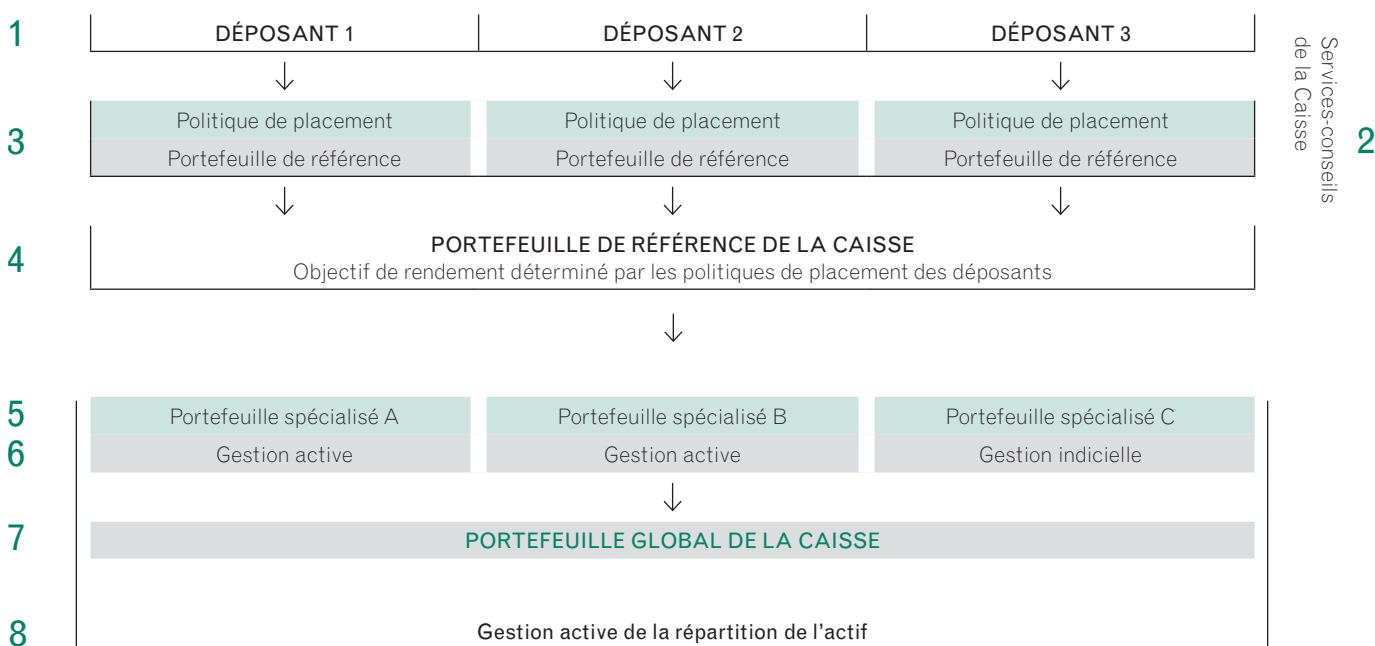 1 DÉPOSANT 1 DÉPOSANT 2 DÉPOSANT 3
Services-conseils
de la Caisse
2
3
Politique de placement Politique de placement Politique de placement
Portefeuille de référence Portefeuille de référence Portefeuille de référence
4
PORTEFEUILLE DE RÉFÉRENCE DE LA CAISSE
Objectif de rendement déterminé par les politiques de placement des déposants
5 Portefeuille spécialisé A Portefeuille spécialisé B Portefeuille spécialisé C
6 Gestion active Gestion active Gestion indicielle
7 PORTEFEUILLE GLOBAL DE LA CAISSE
8 Gestion active de la répartition de l'actif